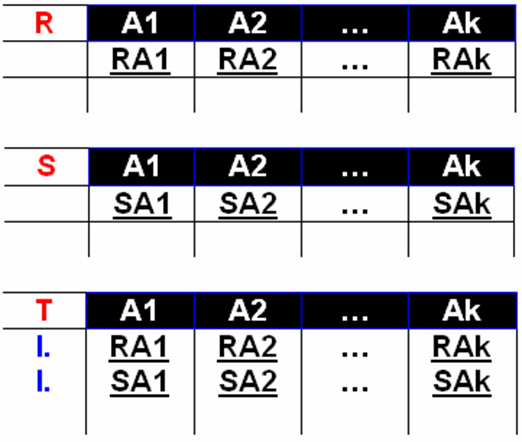 R A1 A2 ... Ak
RA1 RA2 ... RAk
S A1 A2 ... Ak
SA1 SA2 ... SAk
T A1 A2 ... Ak
I. RA1 RA2 ... RAk
I. SA1 SA2 ... SAk